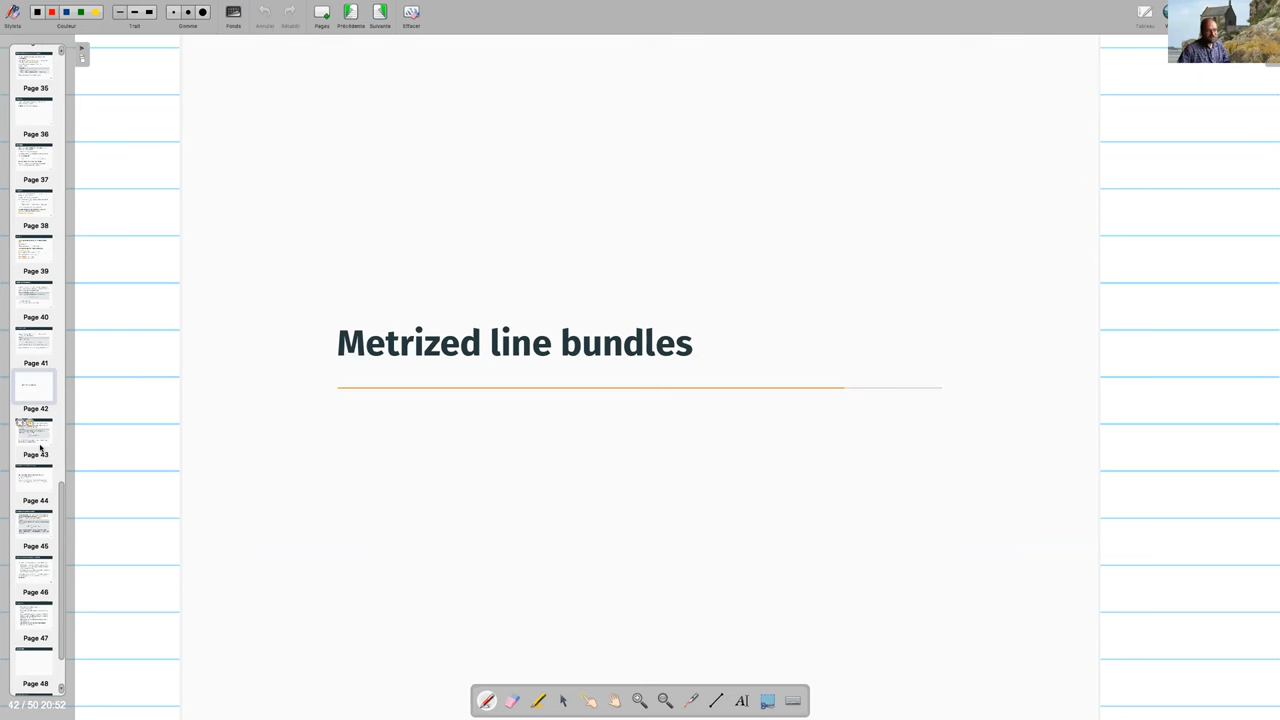 Stylets
Couleur
Trait
Gomme
Fonds
Annuler
Rétablir
Pages
Précédente
Suivante
Effacer
Tableau
Page 35
Page 36
Page 37
Page 38
Page 39
Page 40
Page 41
Page 42
Page 43
Page 44
Page 45
Page 46
Page 47
Page 48
42 / 50 20:52
Metrized line bundles
AI